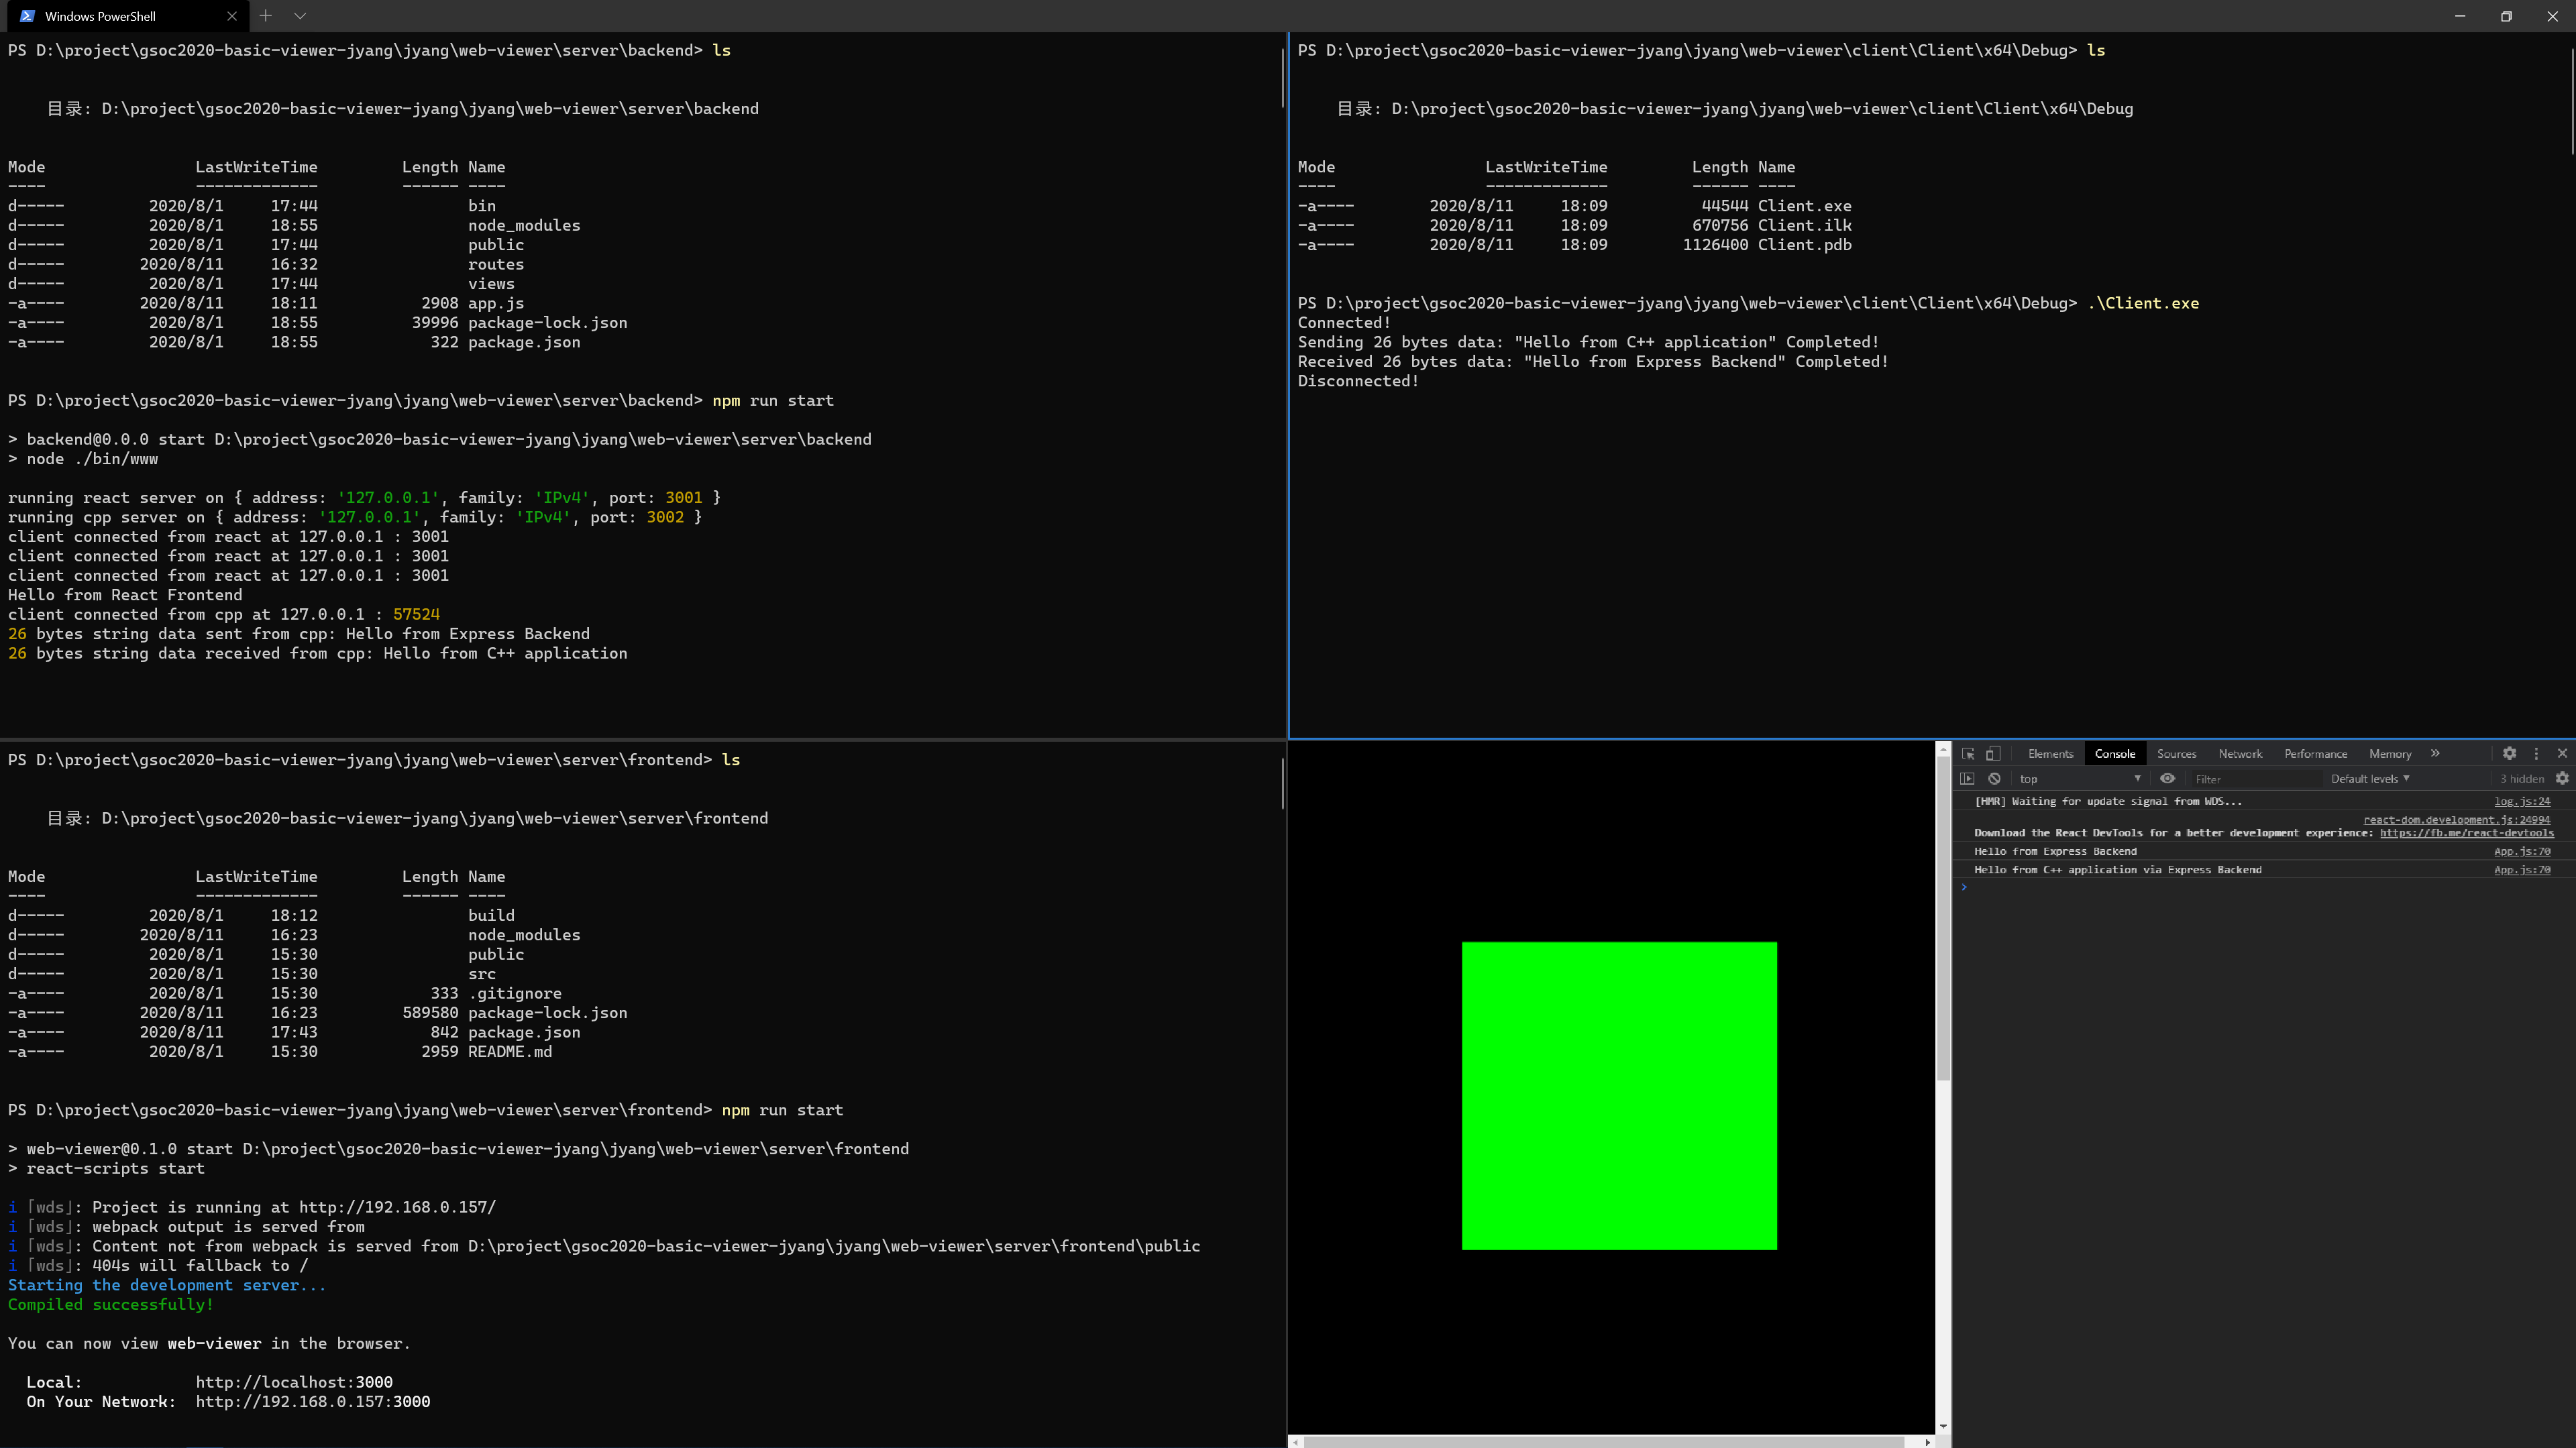 Windows PowerShell
PS D:\project\gsoc2020-basic-viewer-jyang\jyang\web-viewer\server\backend> ls
目录: D:\project\gsoc2020-basic-viewer-jyang\jyang\web-viewer\server\backend
Mode LastWriteTime Length Name
---- ------------- ------ ----
d----- 2020/8/1 17:44 bin
d----- 2020/8/1 18:55 node_modules
d----- 2020/8/1 17:44 public
d----- 2020/8/11 16:32 routes
d----- 2020/8/1 17:44 views
-a---- 2020/8/11 18:11 2908 app.js
-a---- 2020/8/1 18:55 39996 package-lock.json
-a---- 2020/8/1 18:55 322 package.json
PS D:\project\gsoc2020-basic-viewer-jyang\jyang\web-viewer\server\backend> npm run start
> backend@0.0.0 start D:\project\gsoc2020-basic-viewer-jyang\jyang\web-viewer\server\backend
> node ./bin/www
running react server on { address: '127.0.0.1', family: 'IPv4', port: 3001 }
running cpp server on { address: '127.0.0.1', family: 'IPv4', port: 3002 }
client connected from react at 127.0.0.1 : 3001
client connected from react at 127.0.0.1 : 3001
client connected from react at 127.0.0.1 : 3001
Hello from React Frontend
client connected from cpp at 127.0.0.1 : 57524
26 bytes string data sent from cpp: Hello from Express Backend
26 bytes string data received from cpp: Hello from C++ application
PS D:\project\gsoc2020-basic-viewer-jyang\jyang\web-viewer\client\Client\x64\Debug> ls
目录: D:\project\gsoc2020-basic-viewer-jyang\jyang\web-viewer\client\Client\x64\Debug
Mode LastWriteTime Length Name
---- ------------- ------ ----
-a---- 2020/8/11 18:09 44544 Client.exe
-a---- 2020/8/11 18:09 670756 Client.ilk
-a---- 2020/8/11 18:09 1126400 Client.pdb
PS D:\project\gsoc2020-basic-viewer-jyang\jyang\web-viewer\client\Client\x64\Debug> .\Client.exe
Connected!
Sending 26 bytes data: "Hello from C++ application" Completed!
Received 26 bytes data: "Hello from Express Backend" Completed!
Disconnected!
PS D:\project\gsoc2020-basic-viewer-jyang\jyang\web-viewer\server\frontend> ls
目录: D:\project\gsoc2020-basic-viewer-jyang\jyang\web-viewer\server\frontend
Mode LastWriteTime Length Name
---- ------------- ------ ----
d----- 2020/8/1 18:12 build
d----- 2020/8/11 16:23 node_modules
d----- 2020/8/1 15:30 public
d----- 2020/8/1 15:30 src
-a---- 2020/8/1 15:30 333 .gitignore
-a---- 2020/8/11 16:23 589580 package-lock.json
-a---- 2020/8/11 17:43 842 package.json
-a---- 2020/8/1 15:30 2959 README.md
PS D:\project\gsoc2020-basic-viewer-jyang\jyang\web-viewer\server\frontend> npm run start
> web-viewer@0.1.0 start D:\project\gsoc2020-basic-viewer-jyang\jyang\web-viewer\server\frontend
> react-scripts start
i ｢wds｣: Project is running at http://192.168.0.157/
i ｢wds｣: webpack output is served from
i ｢wds｣: Content not from webpack is served from D:\project\gsoc2020-basic-viewer-jyang\jyang\web-viewer\server\frontend\public
i ｢wds｣: 404s will fallback to /
Starting the development server...
Compiled successfully!
You can now view web-viewer in the browser.
Local: http://localhost:3000
On Your Network: http://192.168.0.157:3000
Elements Console Sources Network Performance Memory »
top Filter Default levels 3 hidden
[HMR] Waiting for update signal from WDS... log.js:24
react-dom.development.js:24994
Download the React DevTools for a better development experience: https://fb.me/react-devtools
Hello from Express Backend App.js:70
Hello from C++ application via Express Backend App.js:70
>